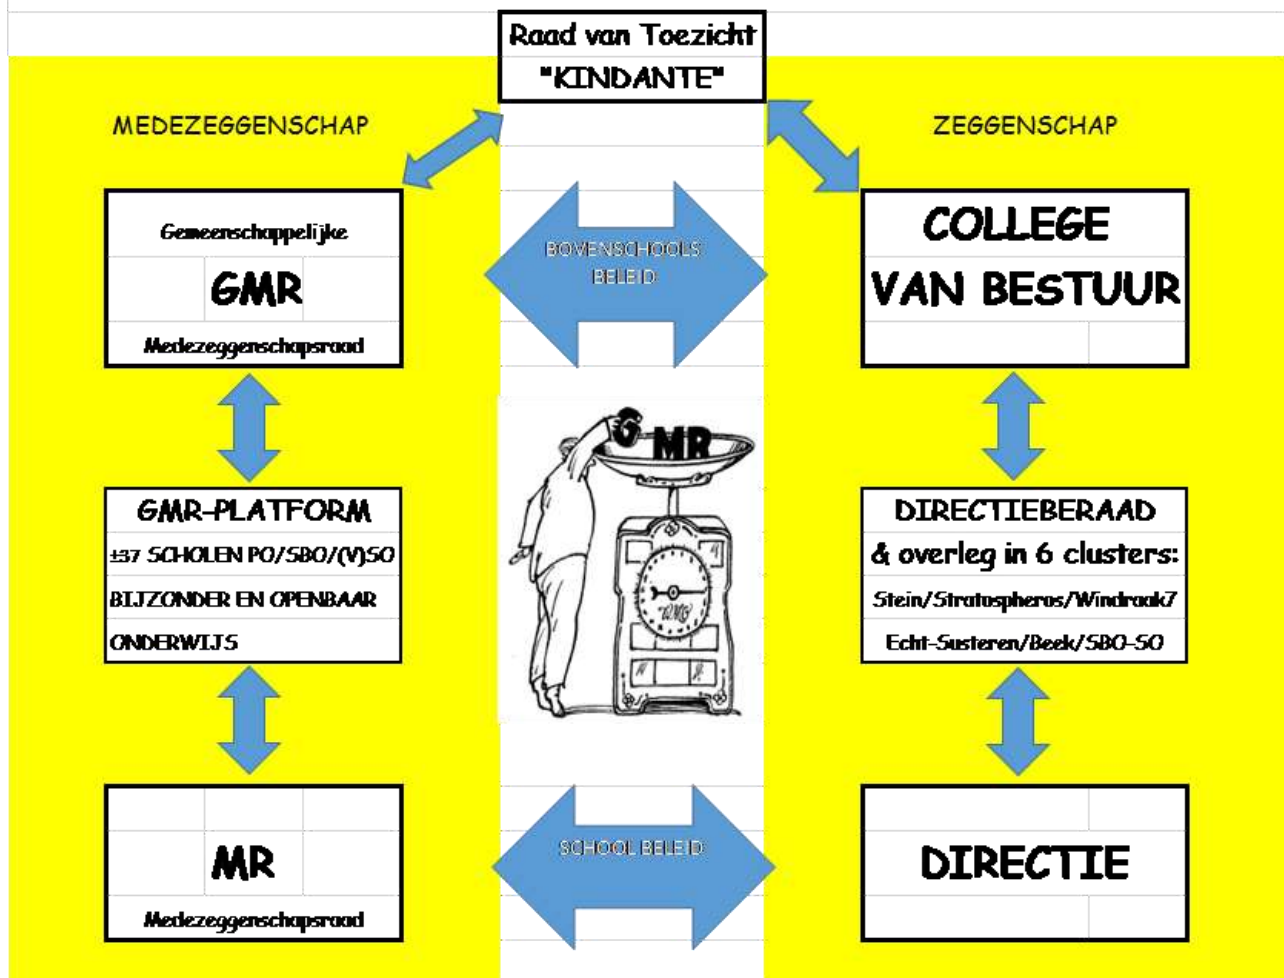 Raad van Toezicht
"KINDANTE"
MEDEZEGGENSCHAP
ZEGGENSCHAP
Gemeenschappelijke
GMR
Medezeggenschapsraad
BOVENSCHOOLS
BELEID
COLLEGE
VAN BESTUUR
G MR
GMR-PLATFORM
±37 SCHOLEN PO/SBO/(V)SO
BIJZONDER EN OPENBAAR
ONDERWIJS
DIRECTIEBERAAD
& overleg in 6 clusters:
Stein/Stratospheros/Windraak7
Echt-Susteren/Beek/SBO-SO
MR
Medezeggenschapsraad
SCHOOL BELEID
DIRECTIE